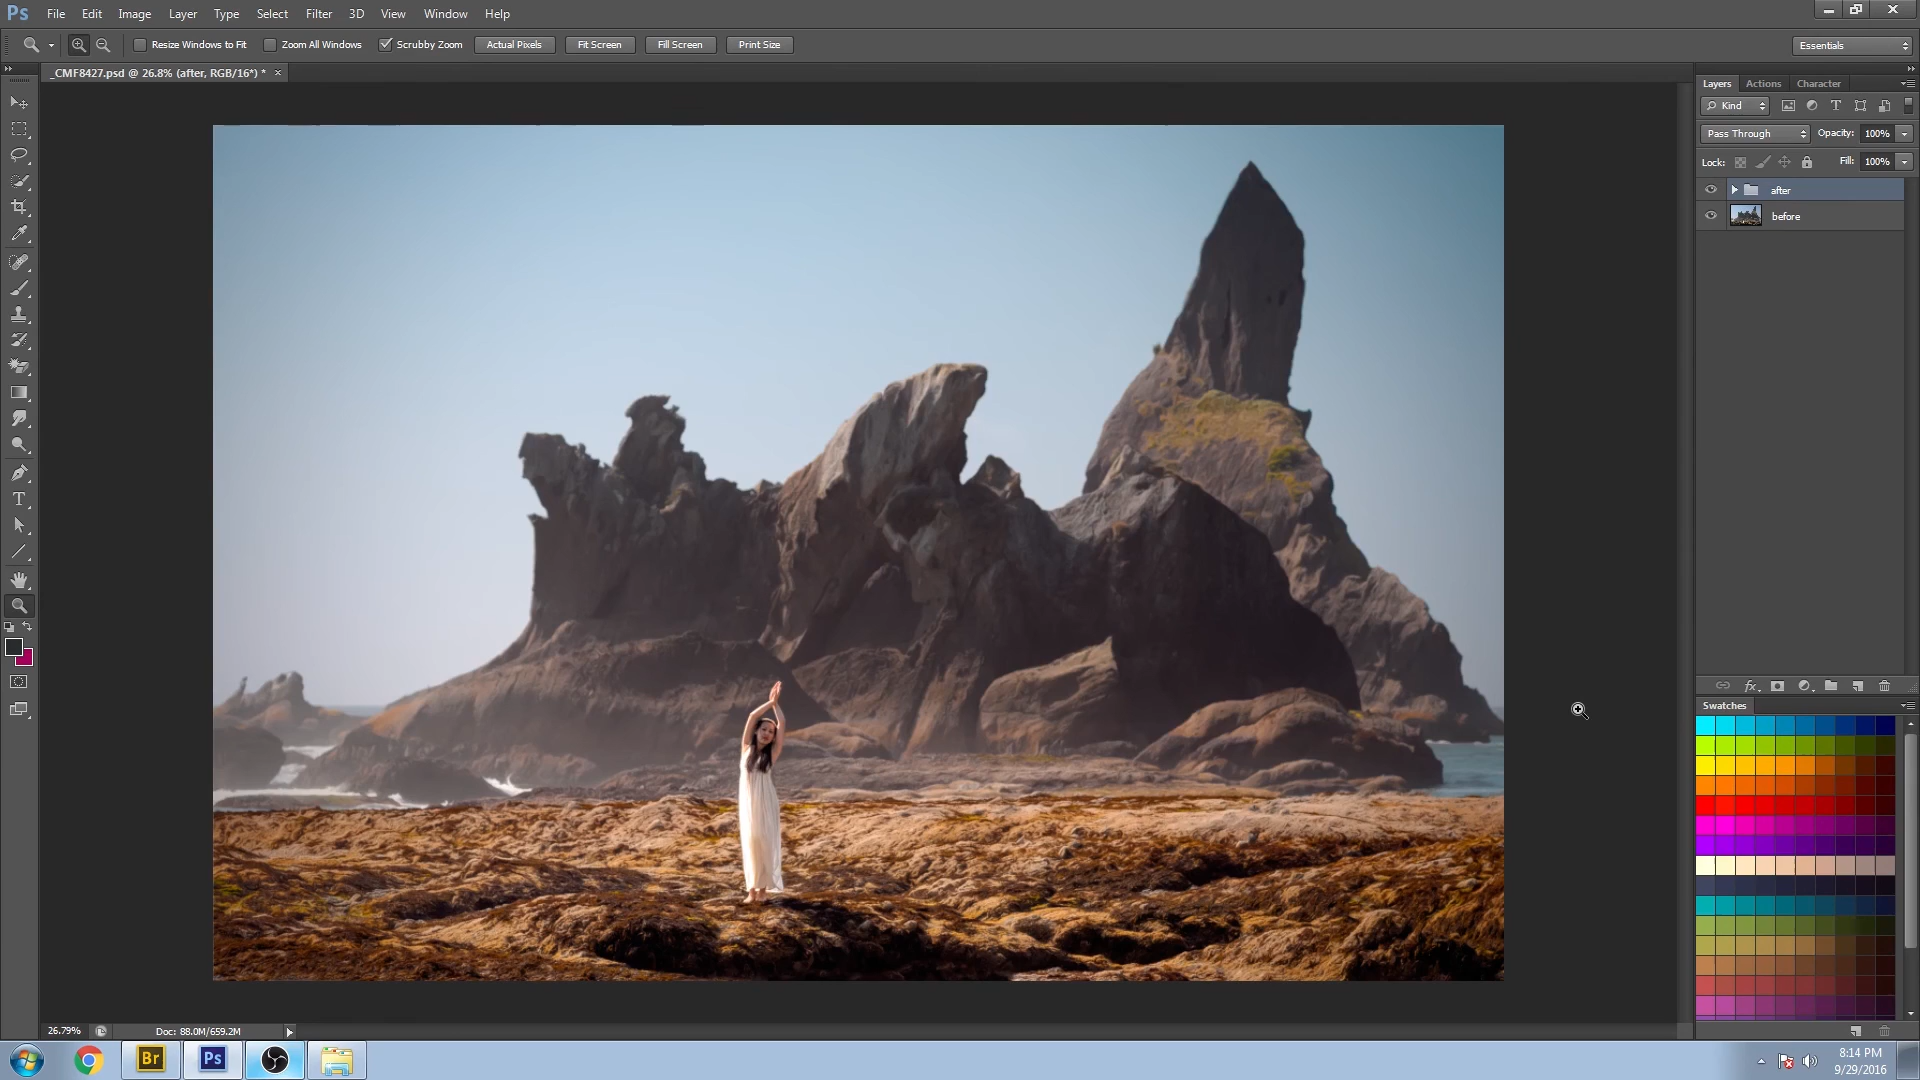 Ps File Edit Image Layer Type Select Filter 3D View Window Help
Resize Windows to Fit Zoom All Windows Scrubby Zoom Actual Pixels Fit Screen Fill Screen Print Size Essentials
_CMF8427.psd @ 26.8% (after, RGB/16*) * ×
Layers Actions Character
Kind T
Pass Through Opacity: 100%
Lock: Fill: 100%
after
before
T
fx
Swatches
26.79% Doc: 88.0M/659.2M
Br Ps 8:14 PM
9/29/2016